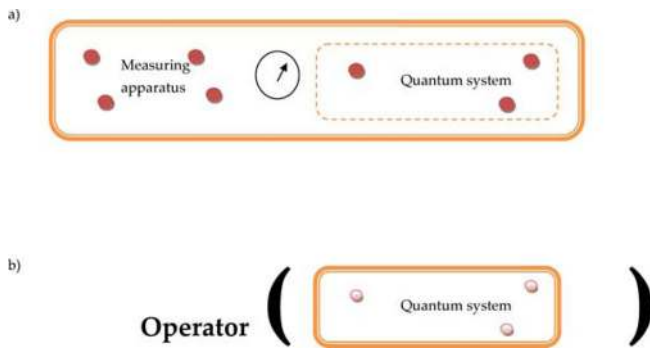 a)
Measuring
apparatus
Quantum system
b)
Operator ( Quantum system )